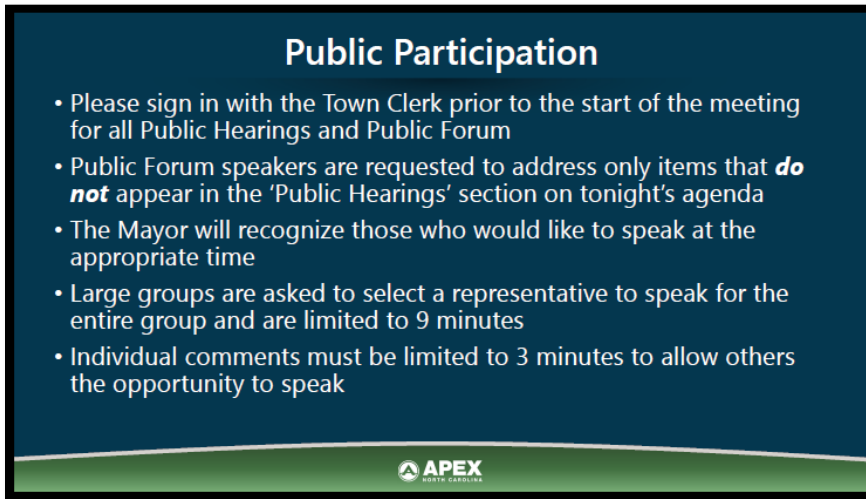 Public Participation
• Please sign in with the Town Clerk prior to the start of the meeting
for all Public Hearings and Public Forum
• Public Forum speakers are requested to address only items that do
not appear in the ‘Public Hearings’ section on tonight’s agenda
• The Mayor will recognize those who would like to speak at the
appropriate time
• Large groups are asked to select a representative to speak for the
entire group and are limited to 9 minutes
• Individual comments must be limited to 3 minutes to allow others
the opportunity to speak
APEX
NORTH CAROLINA